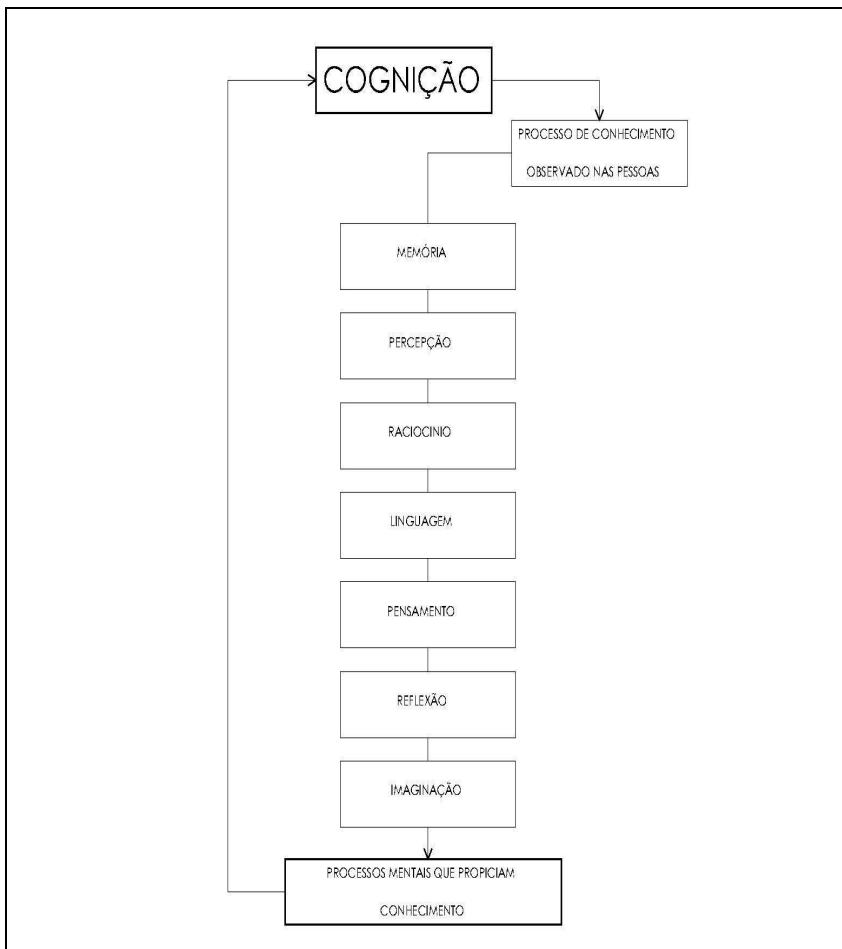 COGNIÇÃO
PROCESSO DE CONHECIMENTO
OBSERVADO NAS PESSOAS
MEMÓRIA
PERCEPÇÃO
RACIOCINIO
LINGUAGEM
PENSAMENTO
REFLEXÃO
IMAGINAÇÃO
PROCESSOS MENTAIS QUE PROPICIAM
CONHECIMENTO